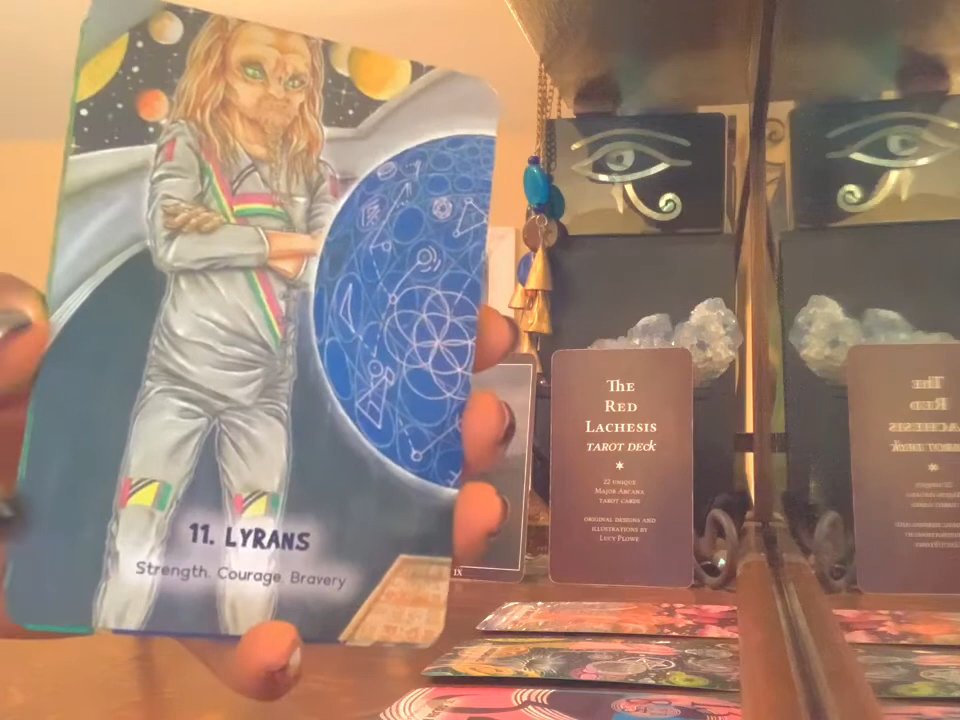 11. LYRANS
Strength. Courage. Bravery
The
Red
Lachesis
TAROT DECK
22 unique
Major Arcana
tarot cards
original designs and
illustrations by
Lucy Plowe
IX